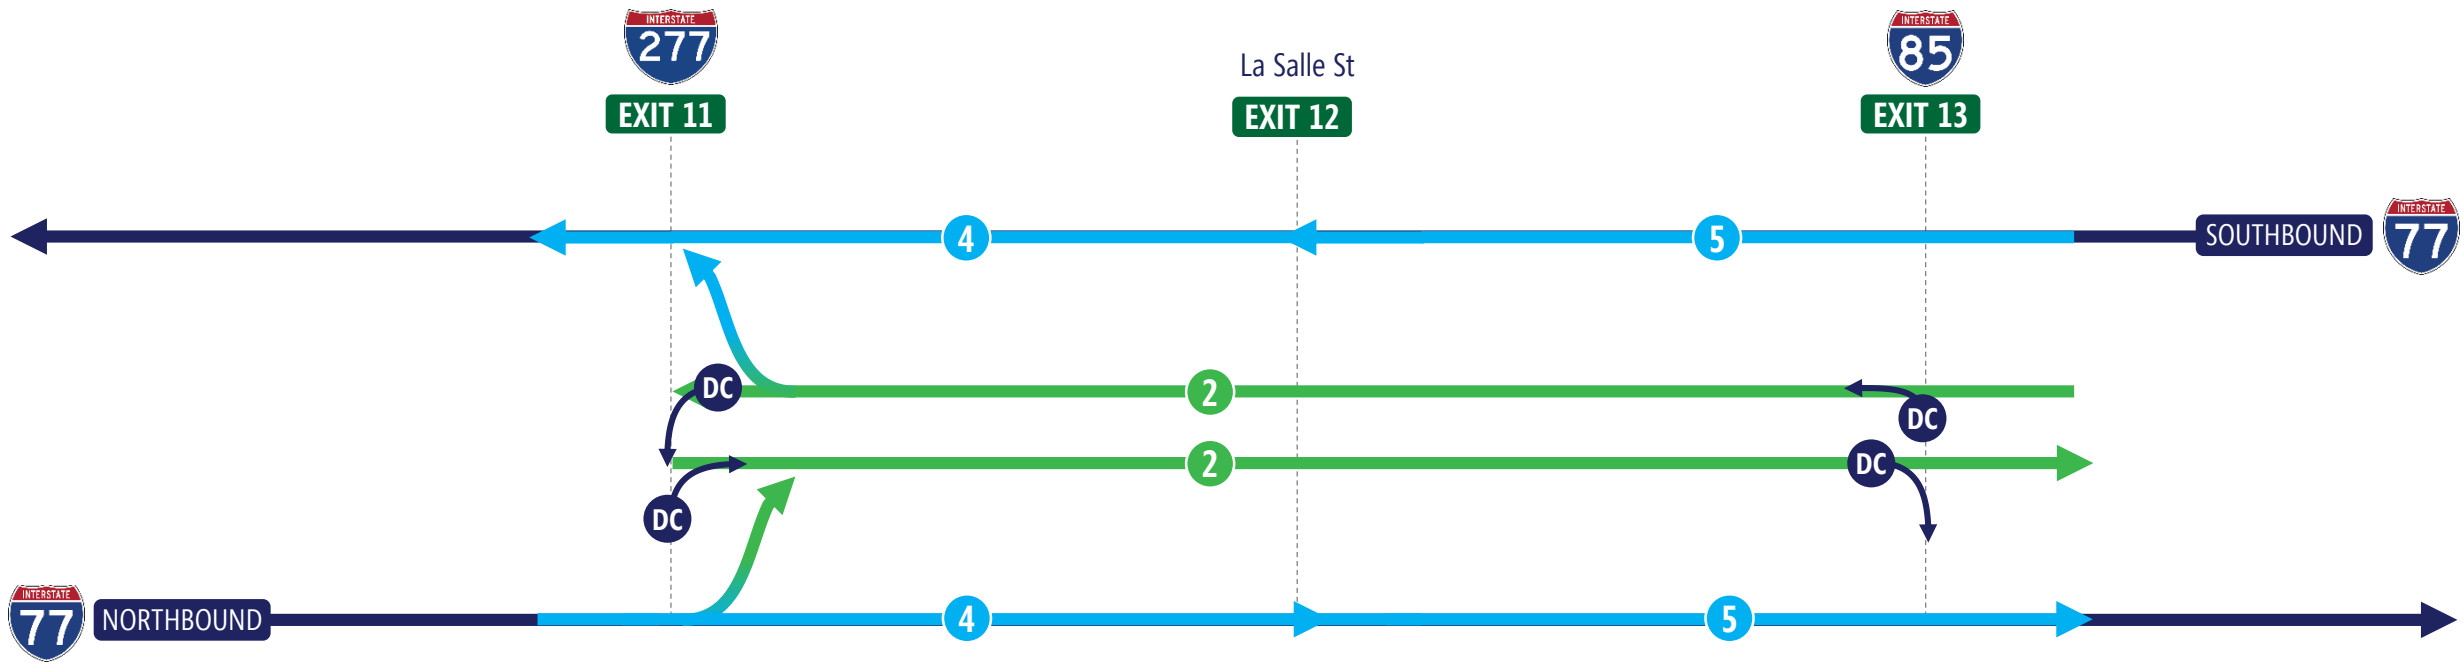 INTERSTATE
277
EXIT 11
La Salle St
EXIT 12
INTERSTATE
85
EXIT 13
4
5
SOUTHBOUND
INTERSTATE
77
DC
2
DC
2
DC
DC
INTERSTATE
77
NORTHBOUND
4
5